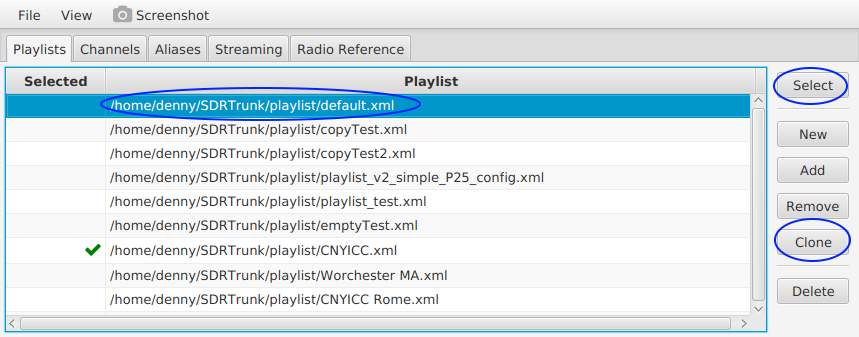 File View Screenshot
Playlists Channels Aliases Streaming Radio Reference
Selected Playlist
/home/denny/SDRTrunk/playlist/default.xml
/home/denny/SDRTrunk/playlist/copyTest.xml
/home/denny/SDRTrunk/playlist/copyTest2.xml
/home/denny/SDRTrunk/playlist/playlist_v2_simple_P25_config.xml
/home/denny/SDRTrunk/playlist/playlist_test.xml
/home/denny/SDRTrunk/playlist/emptyTest.xml
/home/denny/SDRTrunk/playlist/CNYICC.xml
/home/denny/SDRTrunk/playlist/Worchester MA.xml
/home/denny/SDRTrunk/playlist/CNYICC Rome.xml
Select
New
Add
Remove
Clone
Delete